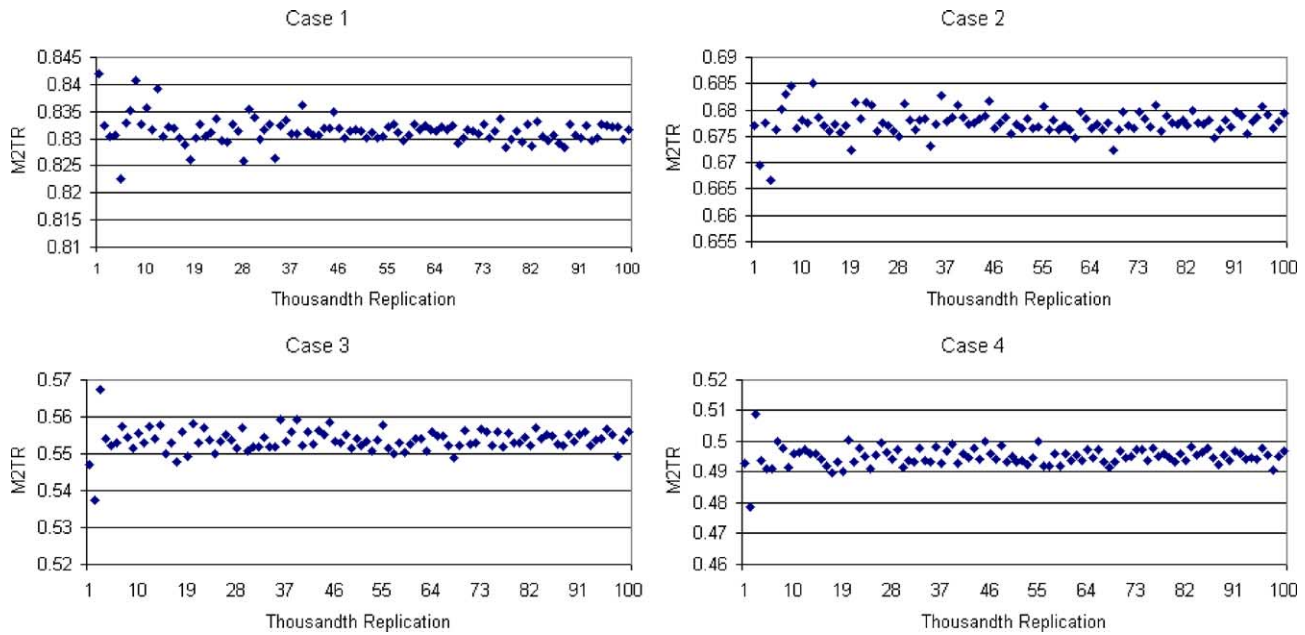 Case 1
M2TR
0.845
0.84
0.835
0.83
0.825
0.82
0.815
0.81
1 10 19 28 37 46 55 64 73 82 91 100
Thousandth Replication
Case 2
M2TR
0.69
0.685
0.68
0.675
0.67
0.665
0.66
0.655
1 10 19 28 37 46 55 64 73 82 91 100
Thousandth Replication
Case 3
M2TR
0.57
0.56
0.55
0.54
0.53
0.52
1 10 19 28 37 46 55 64 73 82 91 100
Thousandth Replication
Case 4
M2TR
0.52
0.51
0.5
0.49
0.48
0.47
0.46
1 10 19 28 37 46 55 64 73 82 91 100
Thousandth Replication